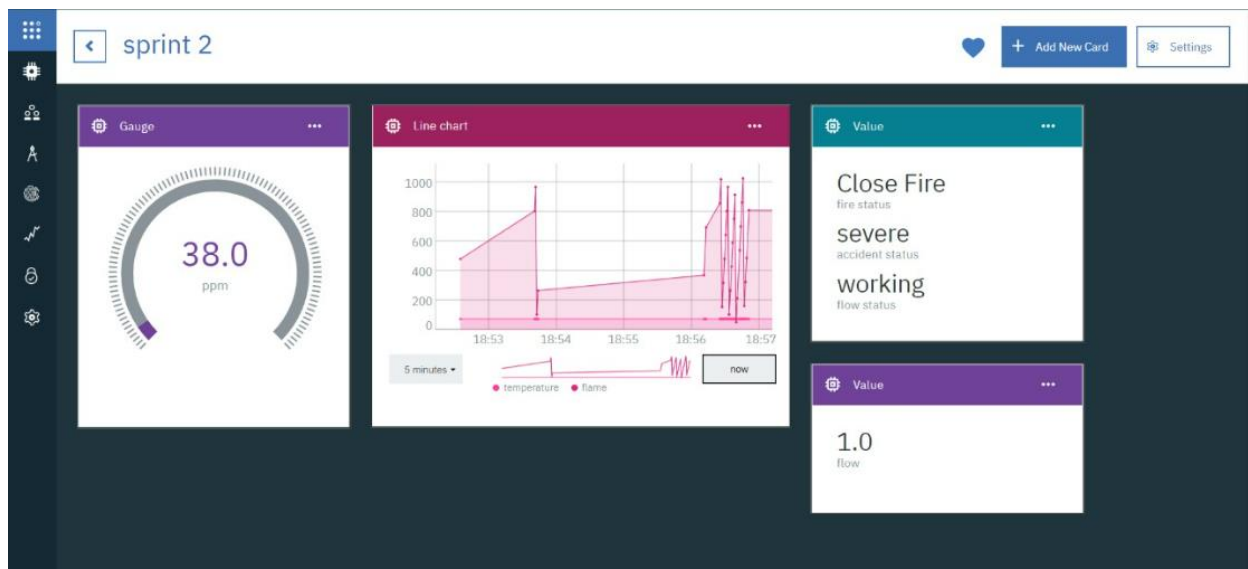 sprint 2
+ Add New Card
Settings
Gauge
38.0
ppm
Line chart
1000
800
600
400
200
0
18:53 18:54 18:55 18:56 18:57
5 minutes
now
temperature flame
Value
Close Fire
fire status
severe
accident status
working
flow status
Value
1.0
flow